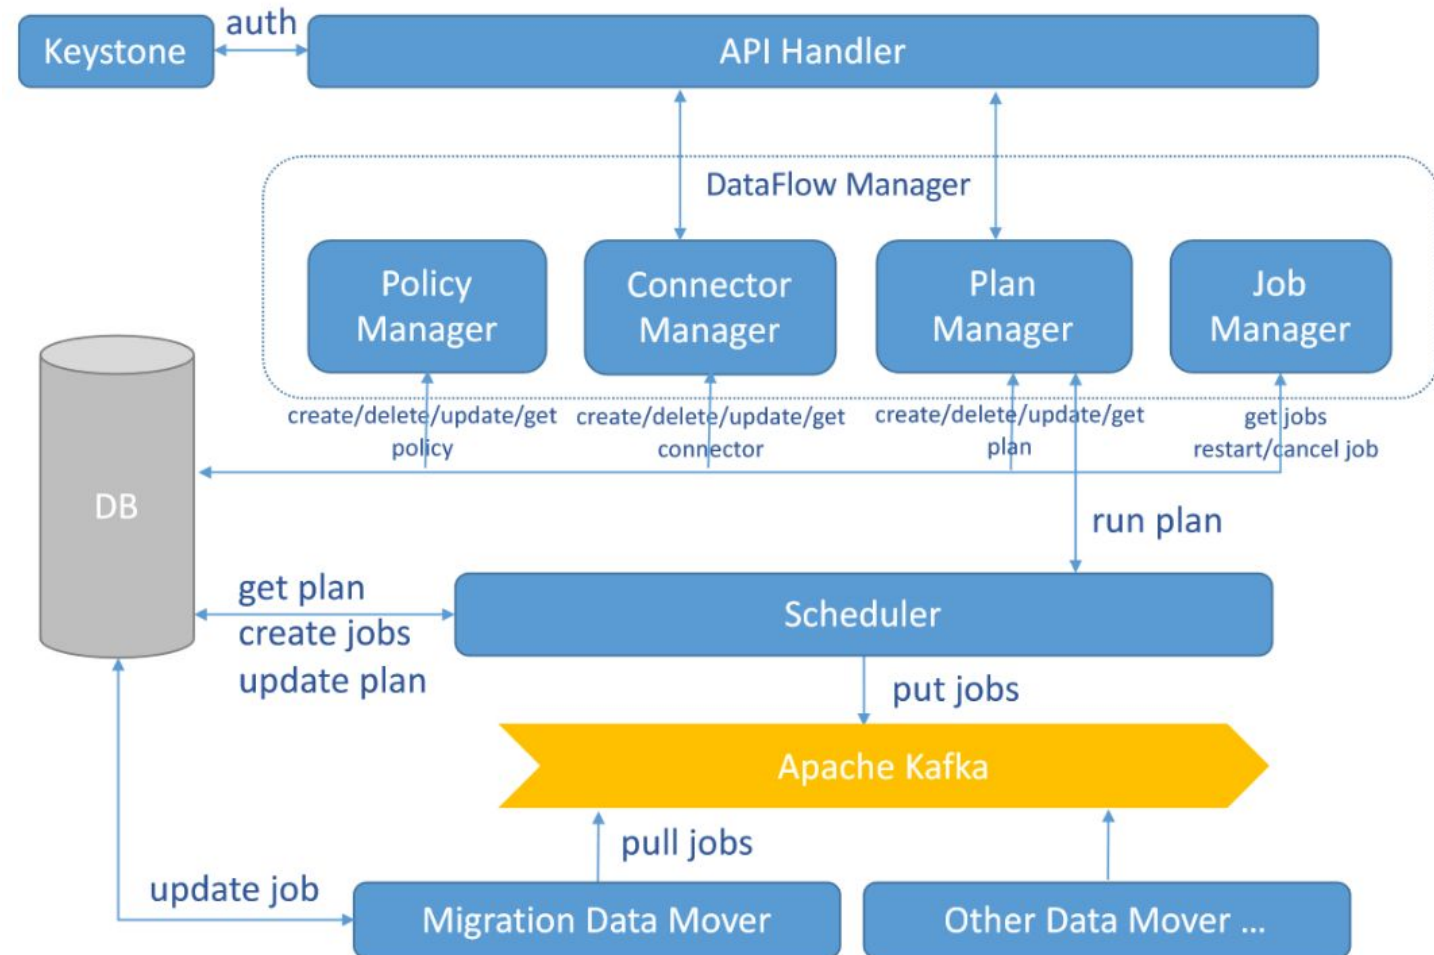 auth
Keystone
API Handler
DataFlow Manager
Policy
Manager
Connector
Manager
Plan
Manager
Job
Manager
create/delete/update/get
policy
create/delete/update/get
connector
create/delete/update/get
plan
get jobs
restart/cancel job
DB
run plan
get plan
create jobs
update plan
Scheduler
put jobs
Apache Kafka
pull jobs
update job
Migration Data Mover
Other Data Mover ...